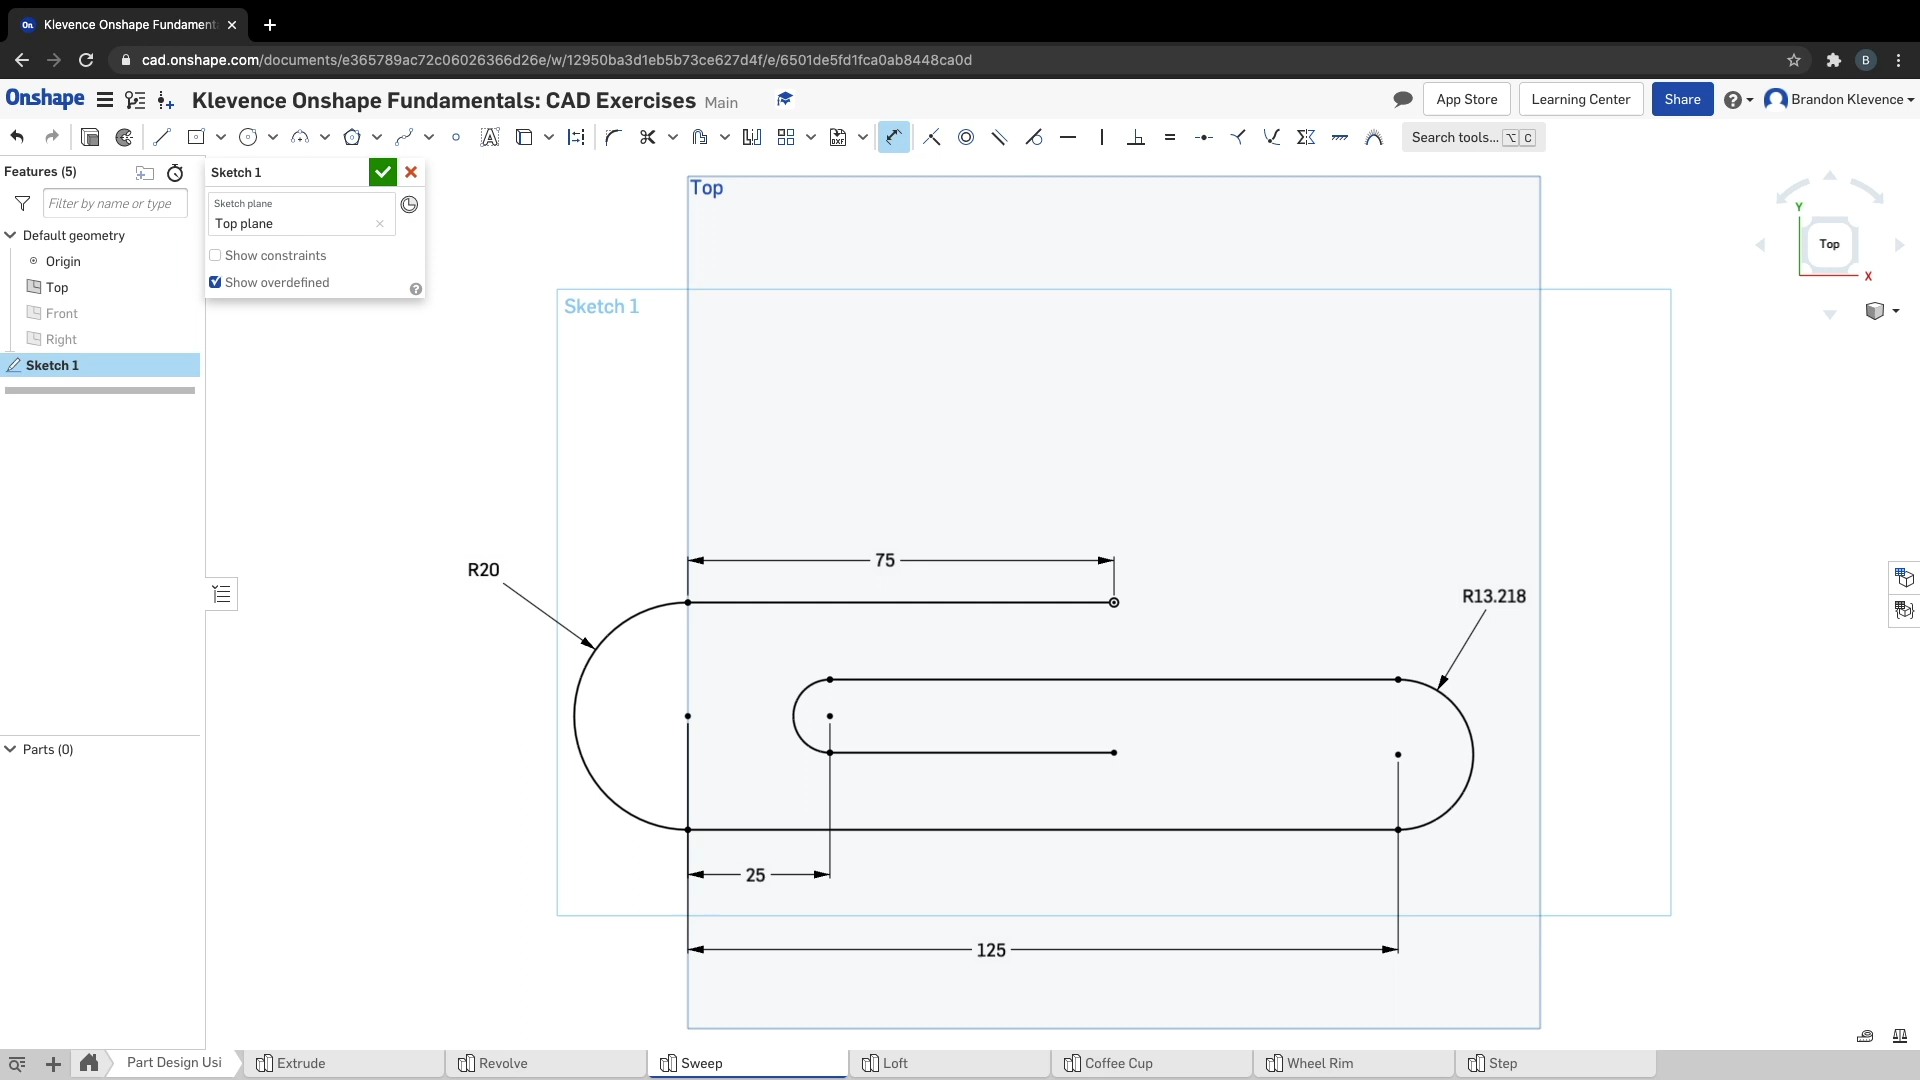 On Klevence Onshape Fundament
cad.onshape.com/documents/e365789ac72c06026366d26e/w/12950ba3d1eb5b73ce627d4f/e/6501de5fd1fca0ab8448ca0d
B
Onshape Klevence Onshape Fundamentals: CAD Exercises Main App Store Learning Center Share Brandon Klevence
DXF Search tools... ⌥ C
Features (5)
Filter by name or type
Default geometry
Origin
Top
Front
Right
Sketch 1
Parts (0)
Sketch 1
Sketch plane
Top plane
Show constraints
Show overdefined
Top
Sketch 1
Y
Top
X
75
R20
R13.218
25
125
Part Design Usi Extrude Revolve Sweep Loft Coffee Cup Wheel Rim Step